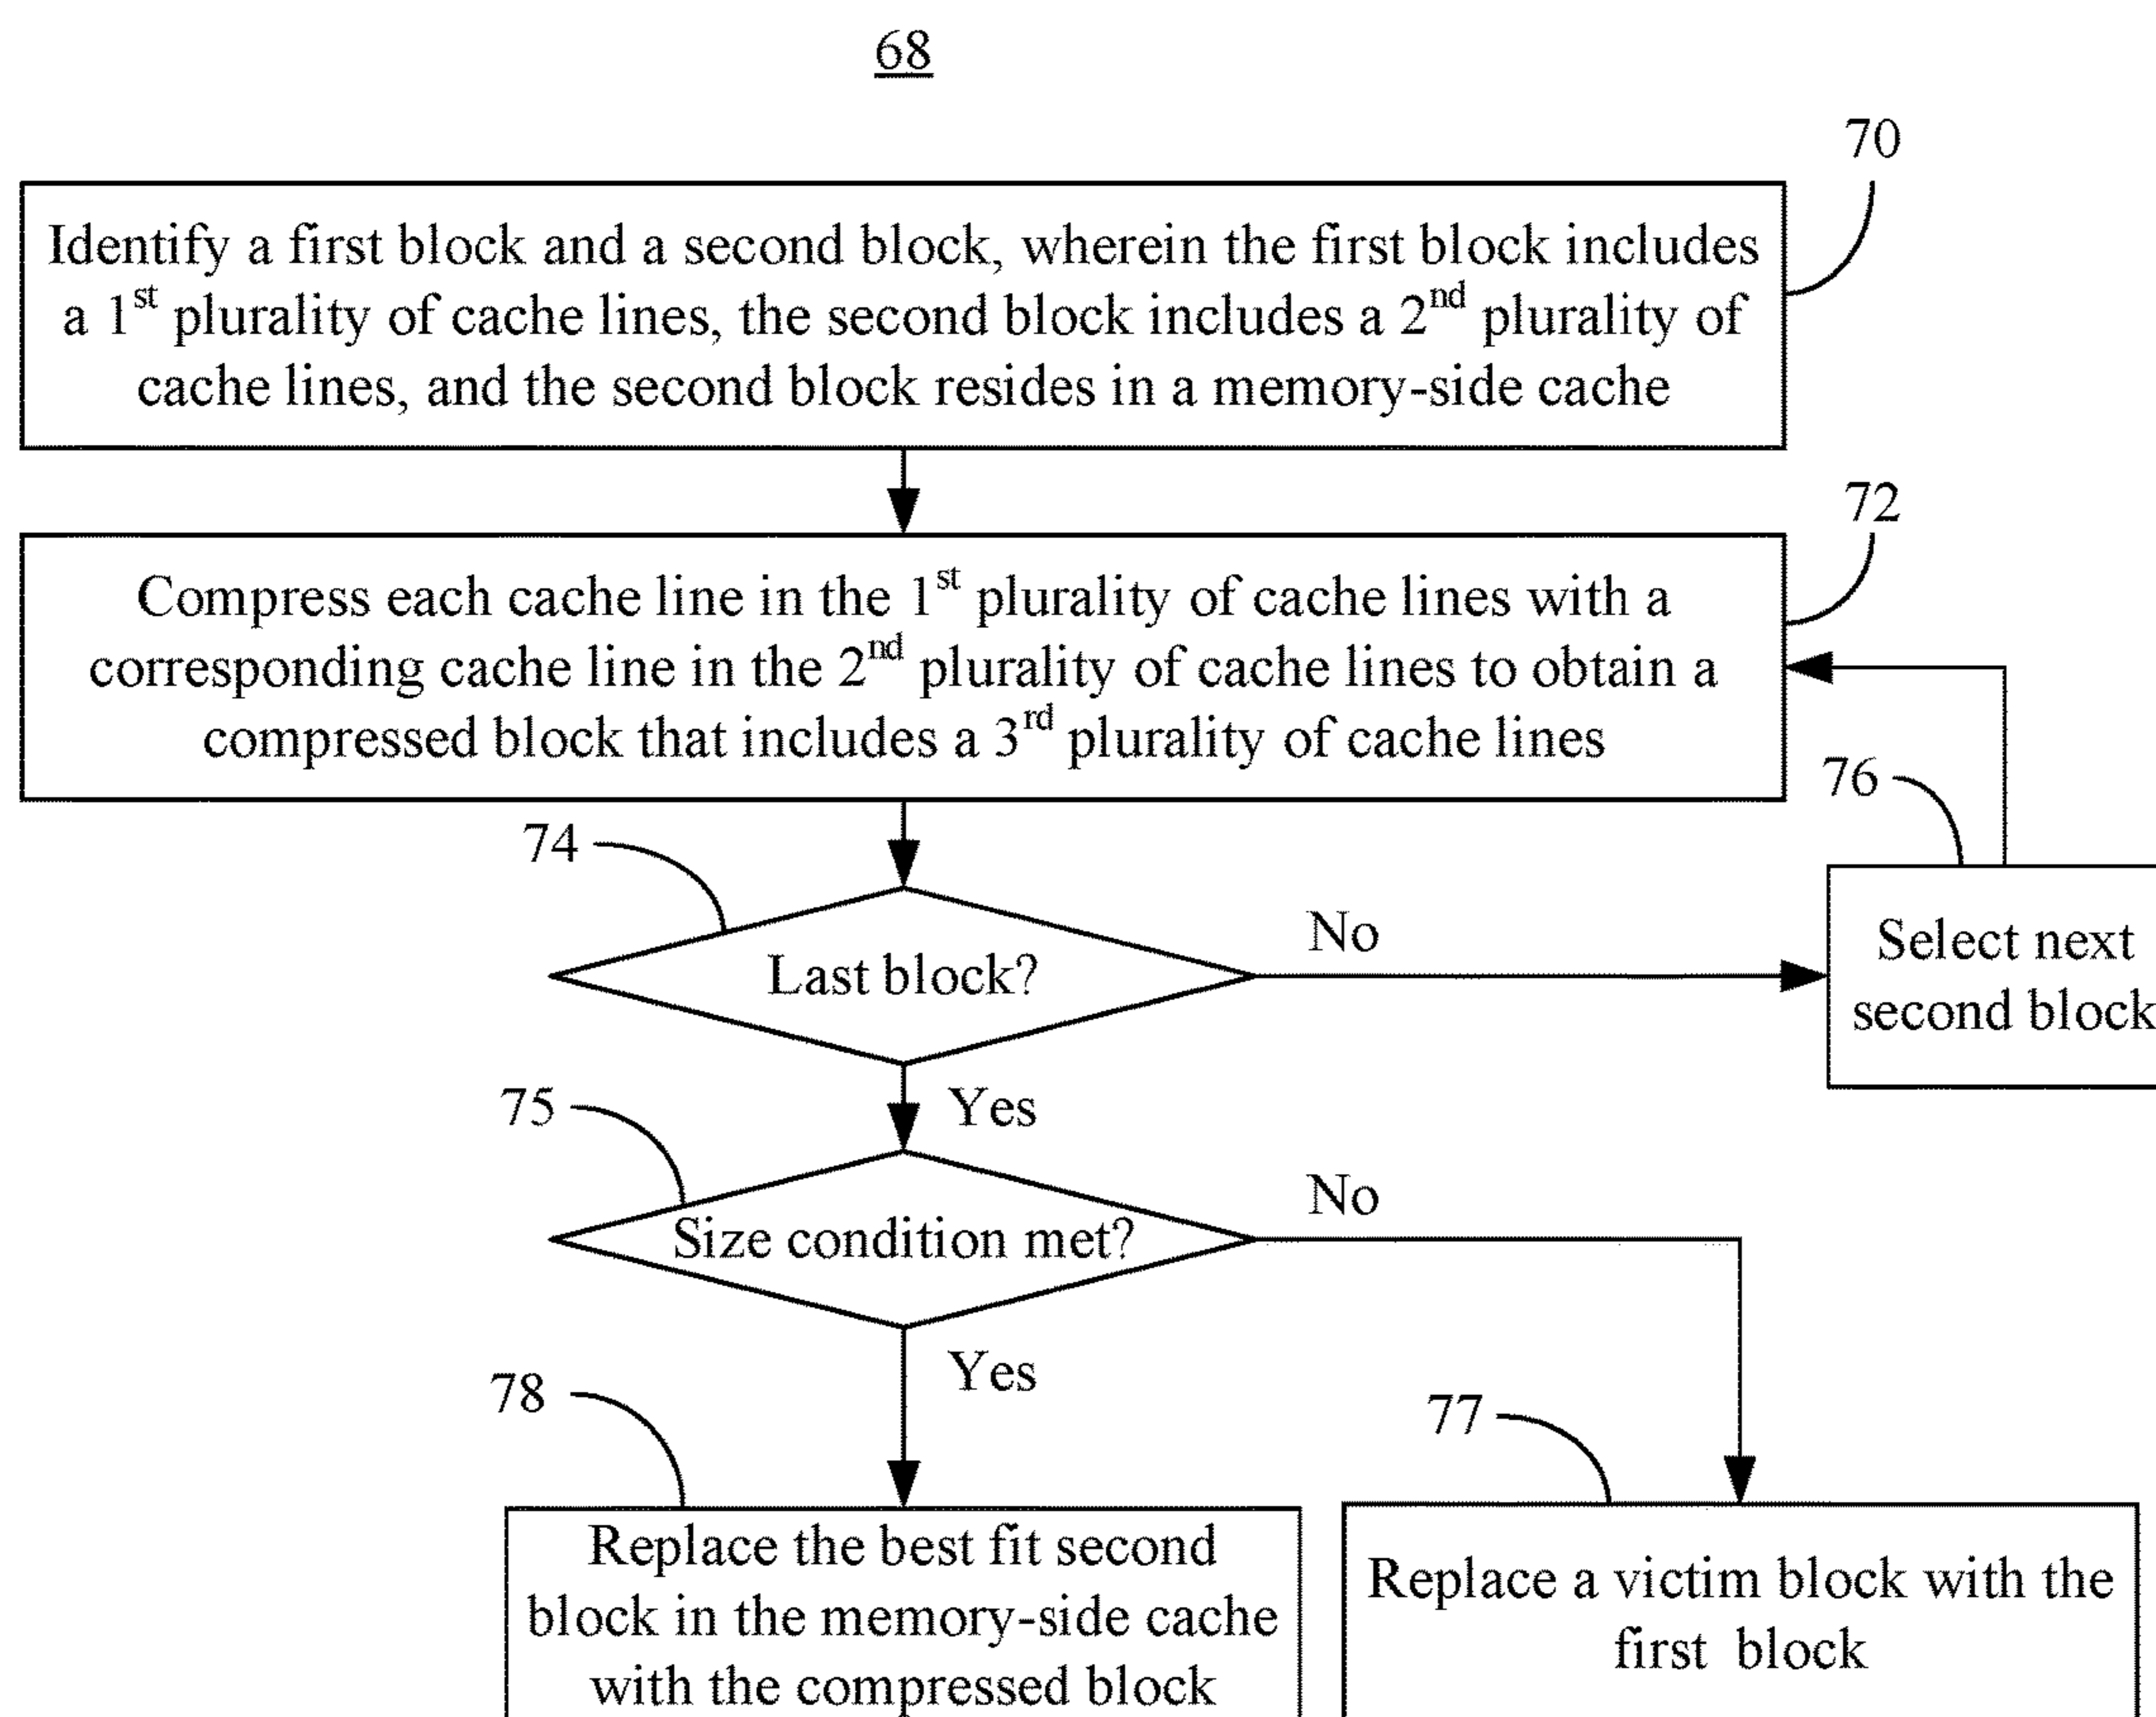 68
70
Identify a first block and a second block, wherein the first block includes
a 1st plurality of cache lines, the second block includes a 2nd plurality of
cache lines, and the second block resides in a memory-side cache
72
Compress each cache line in the 1st plurality of cache lines with a
corresponding cache line in the 2nd plurality of cache lines to obtain a
compressed block that includes a 3rd plurality of cache lines
76
74
Last block?
No
Select next
second block
Yes
75
Size condition met?
No
Yes
78
77
Replace the best fit second
block in the memory-side cache
with the compressed block
Replace a victim block with the
first block